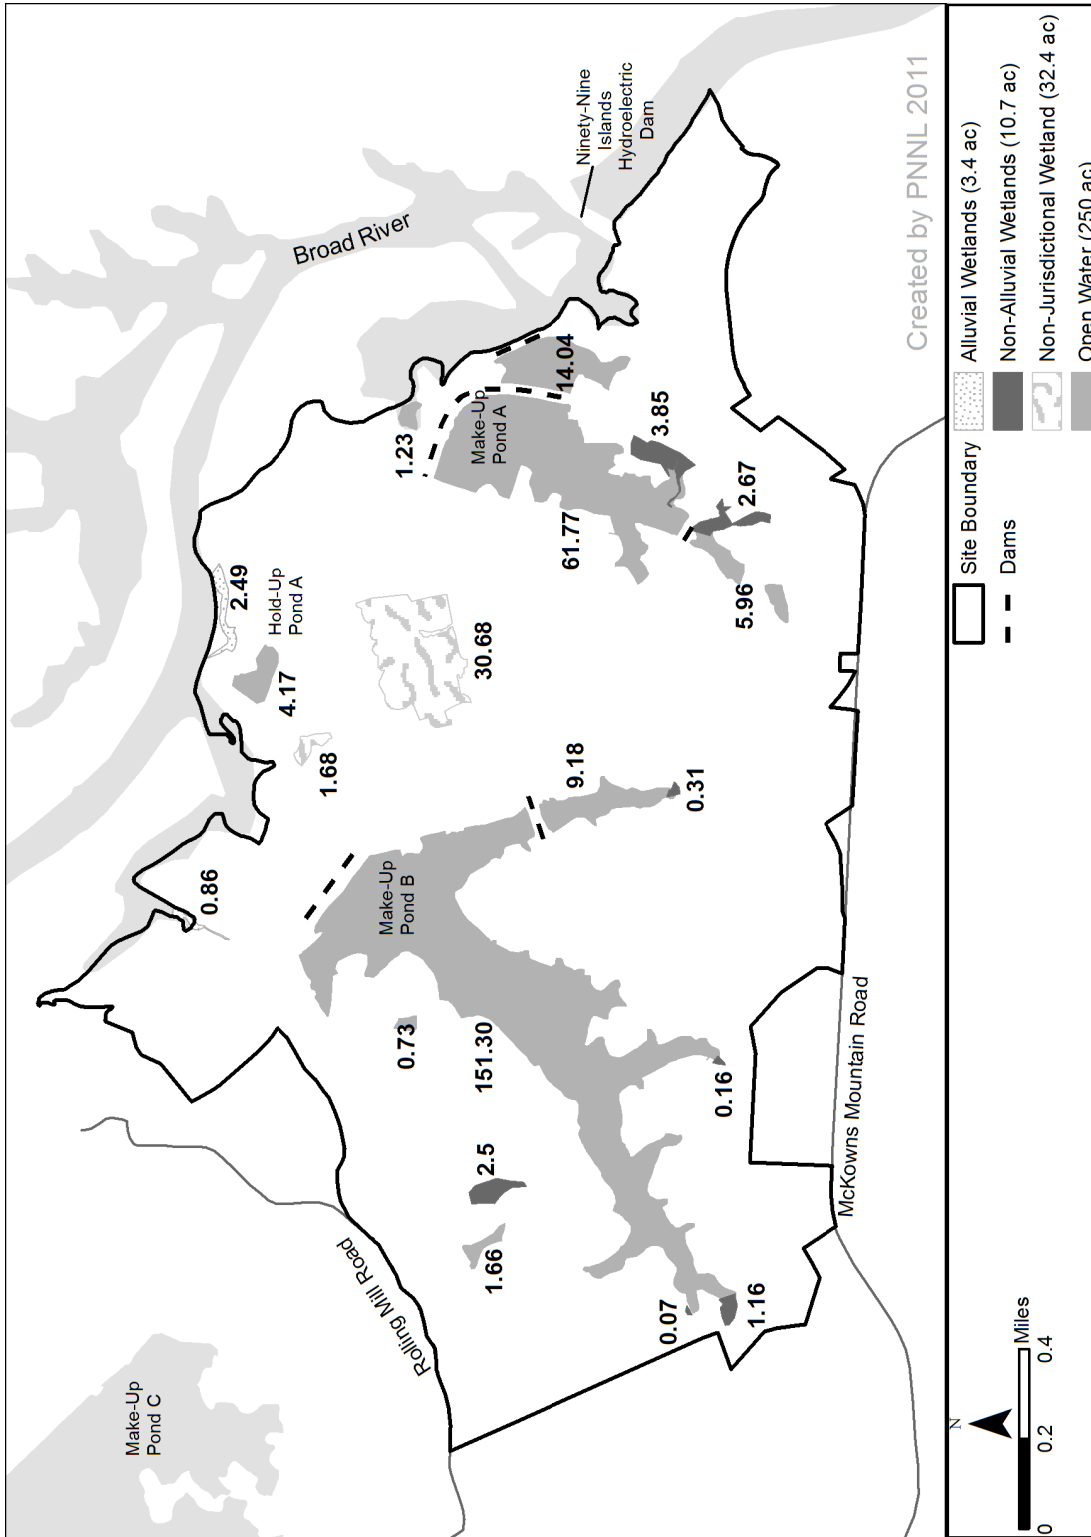 Make-Up
Pond C
Rolling Mill Road
0.86
1.68
4.17
2.49
Hold-Up
Pond A
Broad River
Ninety-Nine
Islands
Hydroelectric
Dam
0.73
Make-Up
Pond B
1.23
1.66
2.5
151.30
30.68
Make-Up
Pond A
9.18
61.77
14.04
0.07
0.31
3.85
1.16
0.16
5.96
2.67
McKowns Mountain Road
Created by PNNL 2011
N
Miles
0
0.2
0.4
Site Boundary
Dams
Alluvial Wetlands (3.4 ac)
Non-Alluvial Wetlands (10.7 ac)
Non-Jurisdictional Wetland (32.4 ac)
Open Water (250 ac)